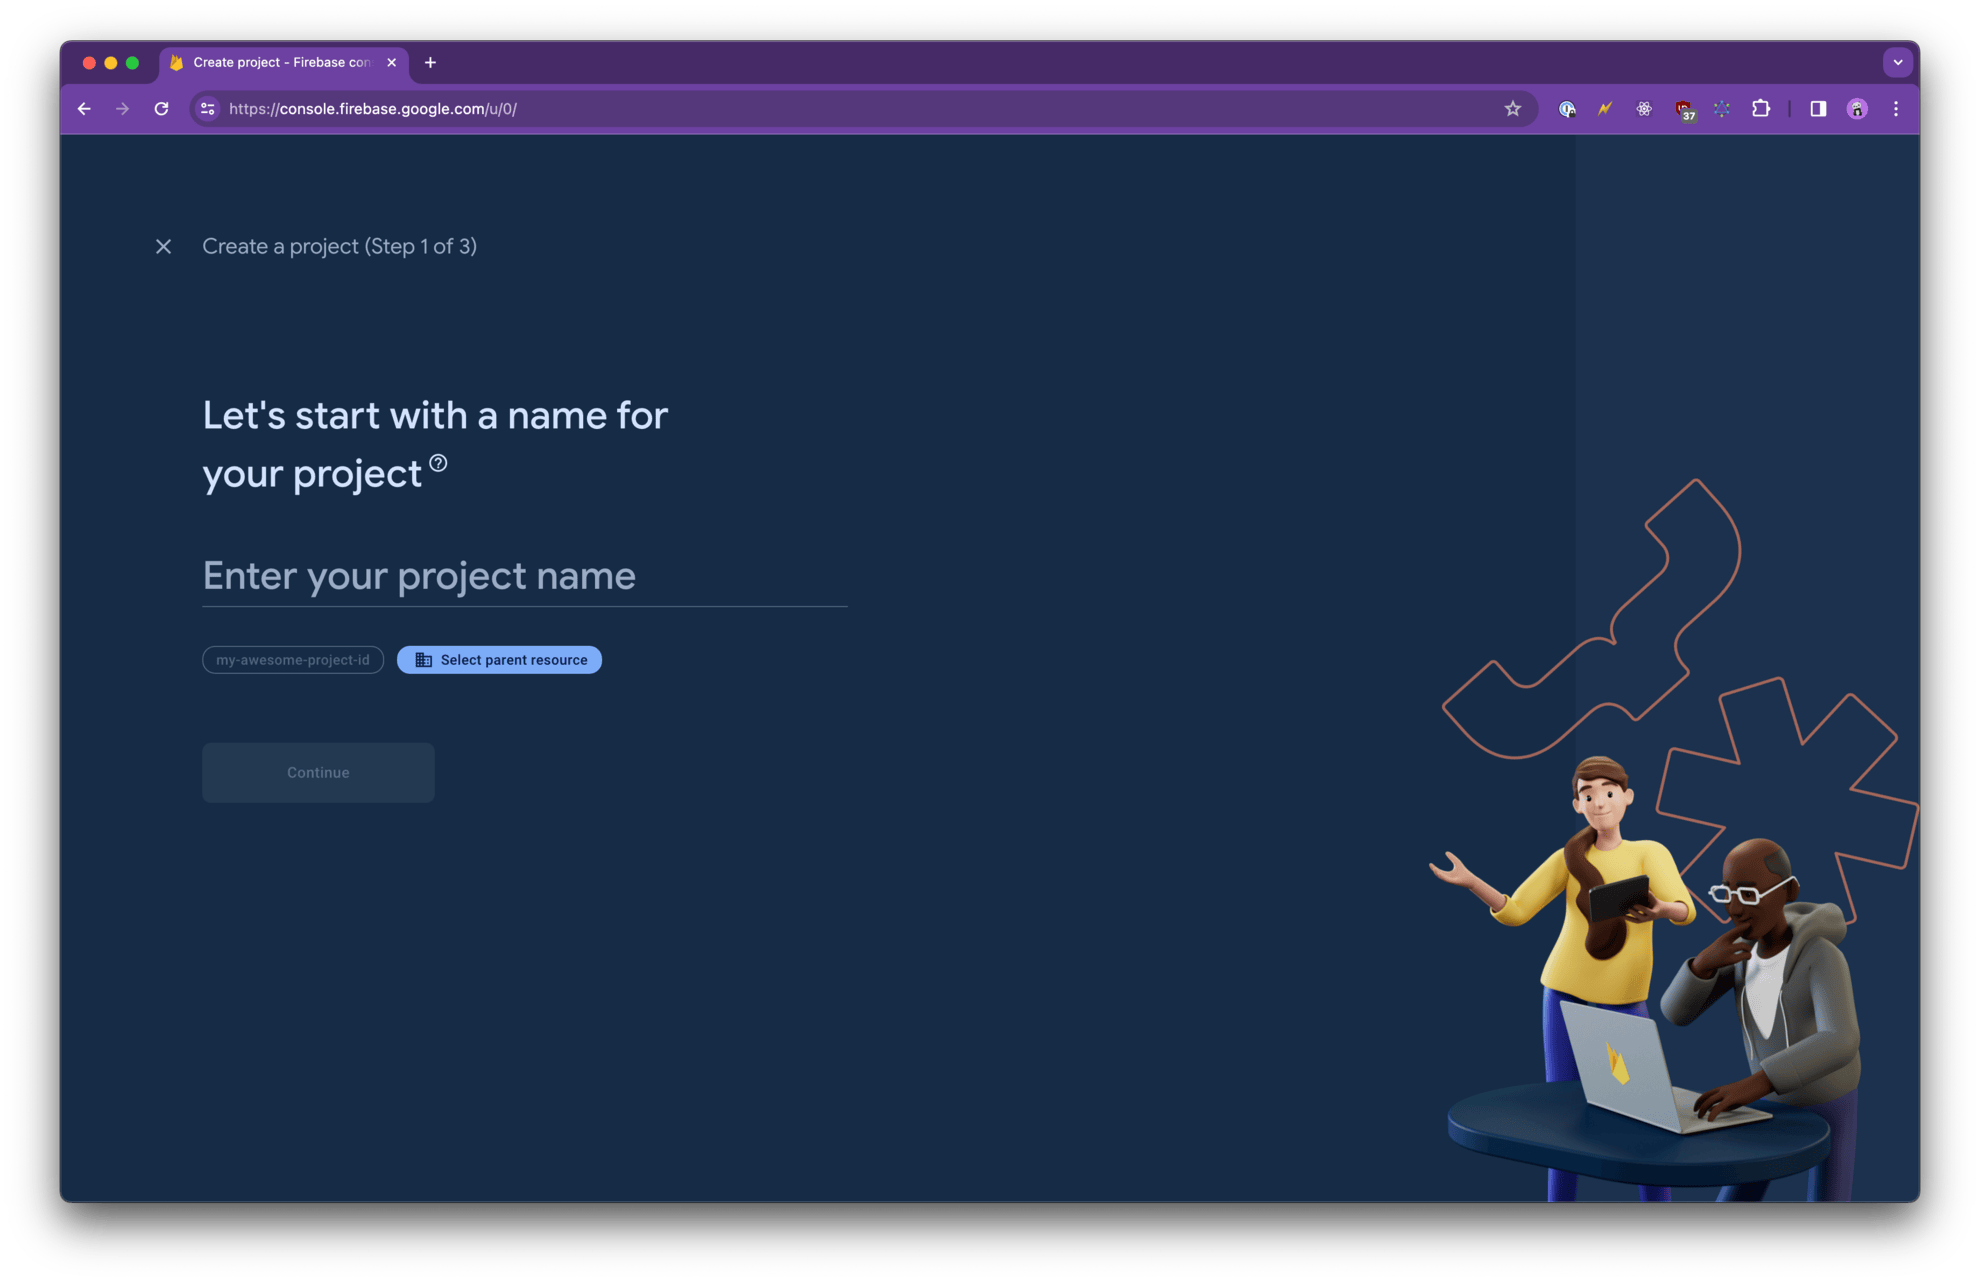 Create project - Firebase con
https://console.firebase.google.com/u/0/
37
Create a project (Step 1 of 3)
Let's start with a name for
your project
Enter your project name
my-awesome-project-id
Select parent resource
Continue